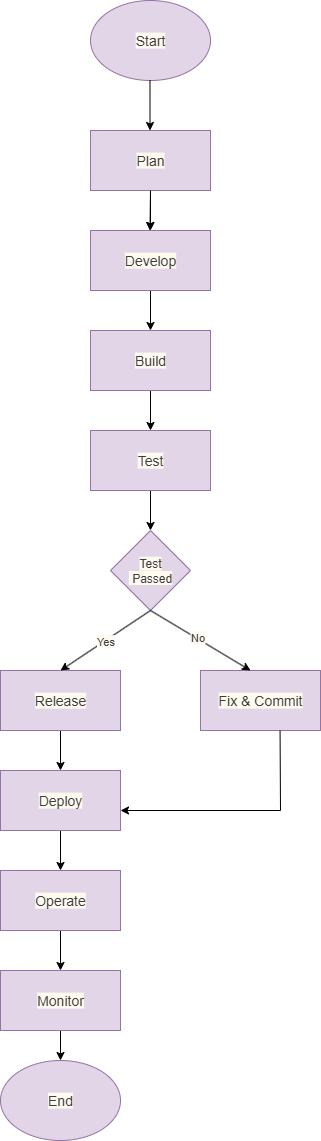 Start
Plan
Develop
Build
Test
Test
Passed
Yes
No
Release
Fix & Commit
Deploy
Operate
Monitor
End